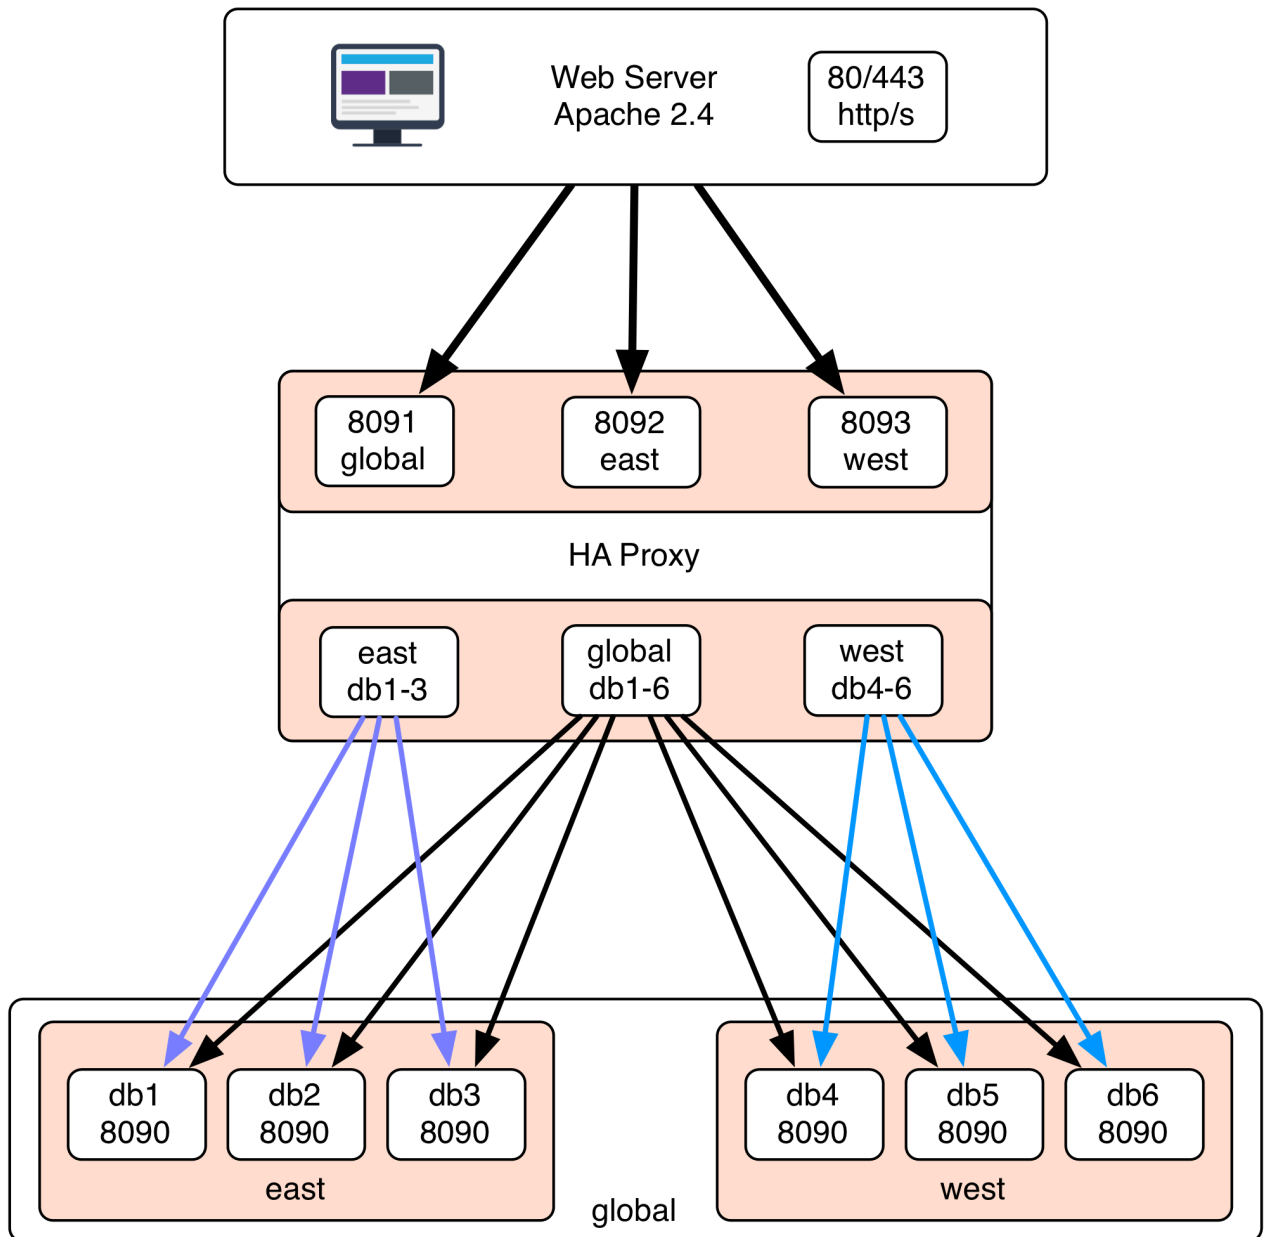 Web Server
Apache 2.4
80/443
http/s
8091
global
8092
east
8093
west
HA Proxy
east
db1-3
global
db1-6
west
db4-6
db1
8090
db2
8090
db3
8090
east
db4
8090
db5
8090
db6
8090
west
global